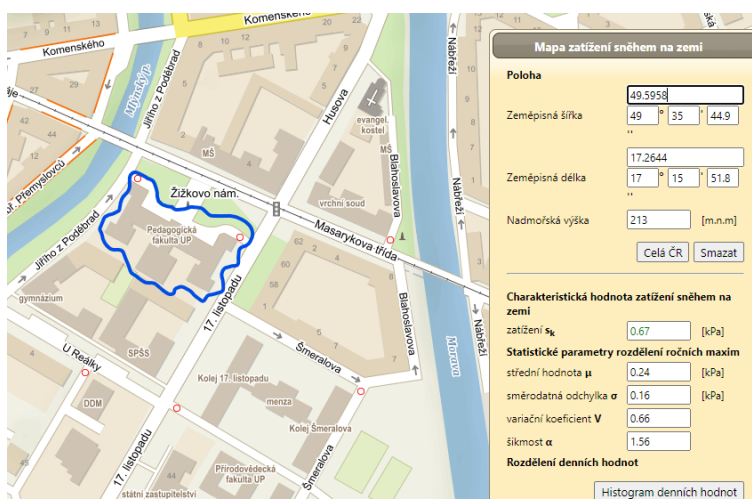 Komenského
Komenského
Mlýnský p.
Jiřího z Poděbrad
Husova
Nábřeží
evangel.
kostel
MŠ
MŠ
Blahoslavova
Nábřeží
vrchní soud
Žižkovo nám.
Masarykova třída
Pedagogická
fakulta UP
Jiřího z Poděbrad
17. listopadu
gymnázium
SPŠS
U Reálky
DDM
Šmeralova
Kolej 17. listopadu
menza
Kolej Šmeralova
Blahoslavova
Morava
Nábřeží
17. listopadu
Přírodovědecká
fakulta UP
Šmeralova
státní zastupitelství
Mapa zatížení sněhem na zemi
Poloha
49.5958
Zeměpisná šířka 49 ° 35 ' 44.9
''
17.2644
Zeměpisná délka 17 ° 15 ' 51.8
''
Nadmořská výška 213 [m.n.m]
Celá ČR Smazat
Charakteristická hodnota zatížení sněhem na
zemi
zatížení sk 0.67 [kPa]
Statistické parametry rozdělení ročních maxim
střední hodnota μ 0.24 [kPa]
směrodatná odchylka σ 0.16 [kPa]
variační koeficient V 0.66
šikmost α 1.56
Rozdělení denních hodnot
Histogram denních hodnot